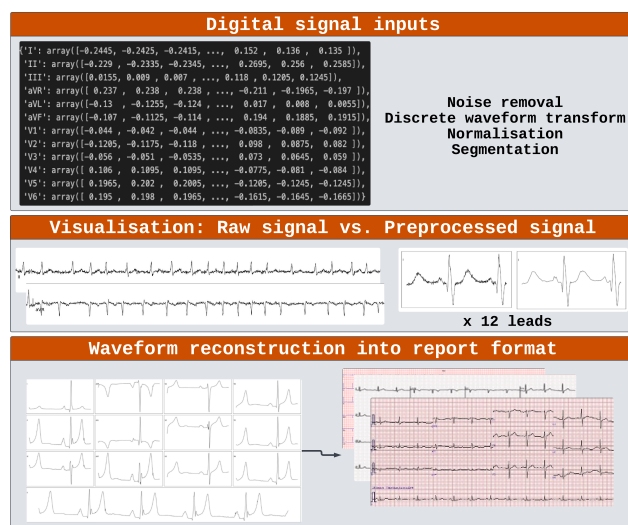 Digital signal inputs
{'I': array([-0.2445, -0.2425, -0.2415, ..., 0.152 , 0.136 , 0.135 ]),
'II': array([-0.229 , -0.2335, -0.2345, ..., 0.2695, 0.256 , 0.2585]),
'III': array([0.0155, 0.009 , 0.007 , ..., 0.118 , 0.1205, 0.1245]),
'aVR': array([ 0.237, 0.238 , 0.238 , ..., -0.211 , -0.1965, -0.197 ]),
'aVL': array([-0.13 , -0.1255, -0.124 , ..., 0.017 , 0.008 , 0.0055]),
'aVF': array([-0.107, -0.1125, -0.114 , ..., 0.194 , 0.1885, 0.1915]),
'V1': array([-0.044 , -0.042 , -0.044 , ..., -0.0835, -0.089 , -0.092 ]),
'V2': array([-0.1205, -0.1175, -0.118 , ..., 0.098 , 0.0875, 0.082 ]),
'V3': array([-0.056 , -0.051 , -0.0535, ..., 0.073 , 0.0645, 0.059 ]),
'V4': array([ 0.106 , 0.1095, 0.1095, ..., -0.0775, -0.081 , -0.084 ]),
'V5': array([ 0.1965, 0.202 , 0.2005, ..., -0.1205, -0.1245, -0.1245]),
'V6': array([ 0.195 , 0.198 , 0.1965, ..., -0.1615, -0.1645, -0.1665])}
Noise removal
Discrete waveform transform
Normalisation
Segmentation
Visualisation: Raw signal vs. Preprocessed signal
aVR
x 12 leads
Waveform reconstruction into report format